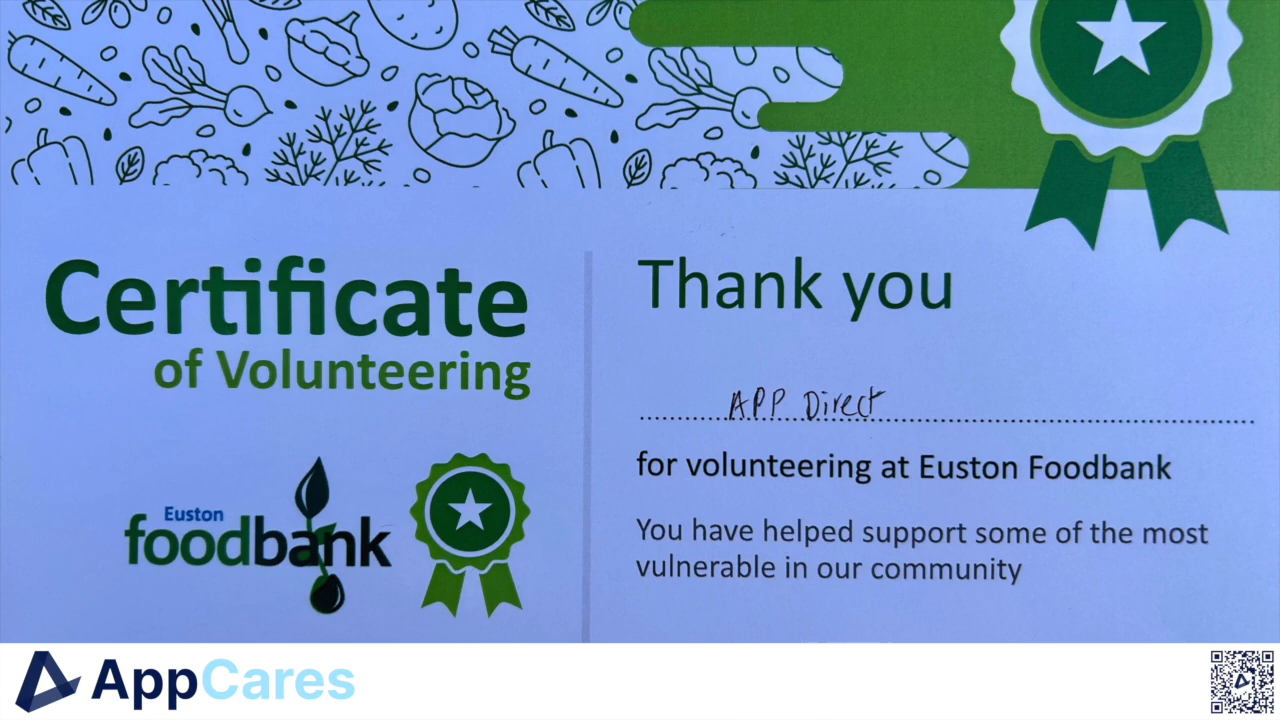 Certificate
of Volunteering
Euston
foodbank
Thank you
APP Direct
for volunteering at Euston Foodbank
You have helped support some of the most
vulnerable in our community
AppCares